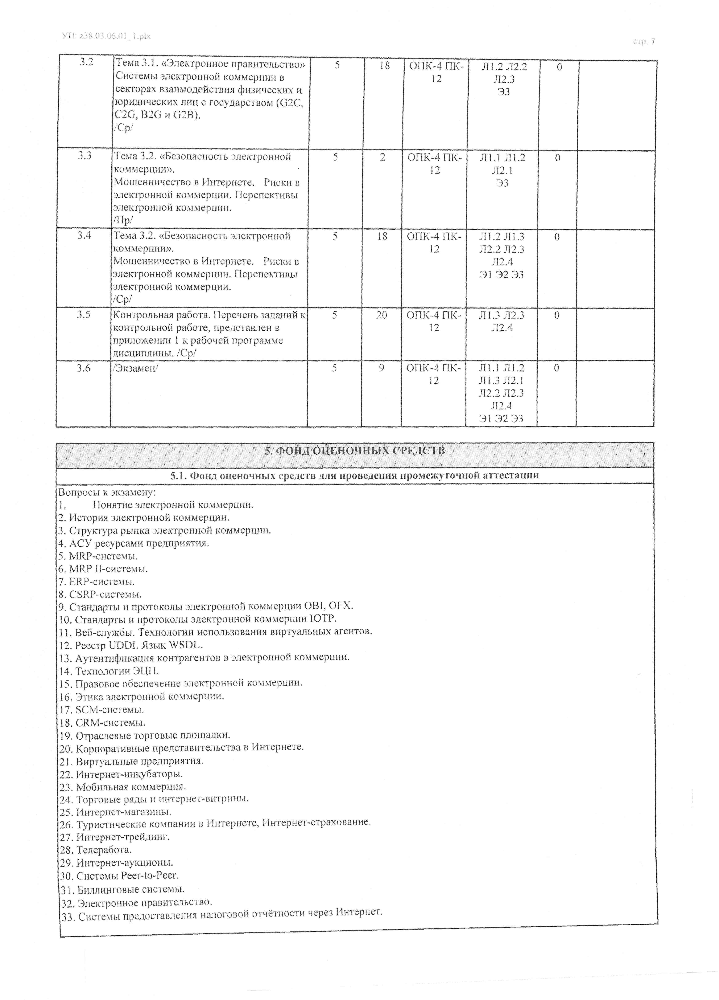 УП: z38.03.06.01_1.plx
стр. 7
3.2
Тема 3.1. «Электронное правительство»
Системы электронной коммерции в
секторах взаимодействия физических и
юридических лиц с государством (G2C,
C2G, B2G и G2B).
/Ср/
5
18
ОПК-4 ПК-
12
Л1.2 Л2.2
Л2.3
Э3
0
3.3
Тема 3.2. «Безопасность электронной
коммерции».
Мошенничество в Интернете. Риски в
электронной коммерции. Перспективы
электронной коммерции.
/Пр/
5
2
ОПК-4 ПК-
12
Л1.1 Л1.2
Л2.1
Э3
0
3.4
Тема 3.2. «Безопасность электронной
коммерции».
Мошенничество в Интернете. Риски в
электронной коммерции. Перспективы
электронной коммерции.
/Ср/
5
18
ОПК-4 ПК-
12
Л1.2 Л1.3
Л2.2 Л2.3
Л2.4
Э1 Э2 Э3
0
3.5
Контрольная работа. Перечень заданий к
контрольной работе, представлен в
приложении 1 к рабочей программе
дисциплины. /Ср/
5
20
ОПК-4 ПК-
12
Л1.3 Л2.3
Л2.4
0
3.6
/Экзамен/
5
9
ОПК-4 ПК-
12
Л1.1 Л1.2
Л1.3 Л2.1
Л2.2 Л2.3
Л2.4
Э1 Э2 Э3
0
5. ФОНД ОЦЕНОЧНЫХ СРЕДСТВ
5.1. Фонд оценочных средств для проведения промежуточной аттестации
Вопросы к экзамену:
1. Понятие электронной коммерции.
2. История электронной коммерции.
3. Структура рынка электронной коммерции.
4. АСУ ресурсами предприятия.
5. MRP-системы.
6. MRP II-системы.
7. ERP-системы.
8. CSRP-системы.
9. Стандарты и протоколы электронной коммерции OBI, OFX.
10. Стандарты и протоколы электронной коммерции IOTP.
11. Веб-службы. Технологии использования виртуальных агентов.
12. Реестр UDDI. Язык WSDL.
13. Аутентификация контрагентов в электронной коммерции.
14. Технологии ЭЦП.
15. Правовое обеспечение электронной коммерции.
16. Этика электронной коммерции.
17. SCM-системы.
18. CRM-системы.
19. Отраслевые торговые площадки.
20. Корпоративные представительства в Интернете.
21. Виртуальные предприятия.
22. Интернет-инкубаторы.
23. Мобильная коммерция.
24. Торговые ряды и интернет-витрины.
25. Интернет-магазины.
26. Туристические компании в Интернете, Интернет-страхование.
27. Интернет-трейдинг.
28. Телеработа.
29. Интернет-аукционы.
30. Системы Peer-to-Peer.
31. Биллинговые системы.
32. Электронное правительство.
33. Системы предоставления налоговой отчётности через Интернет.